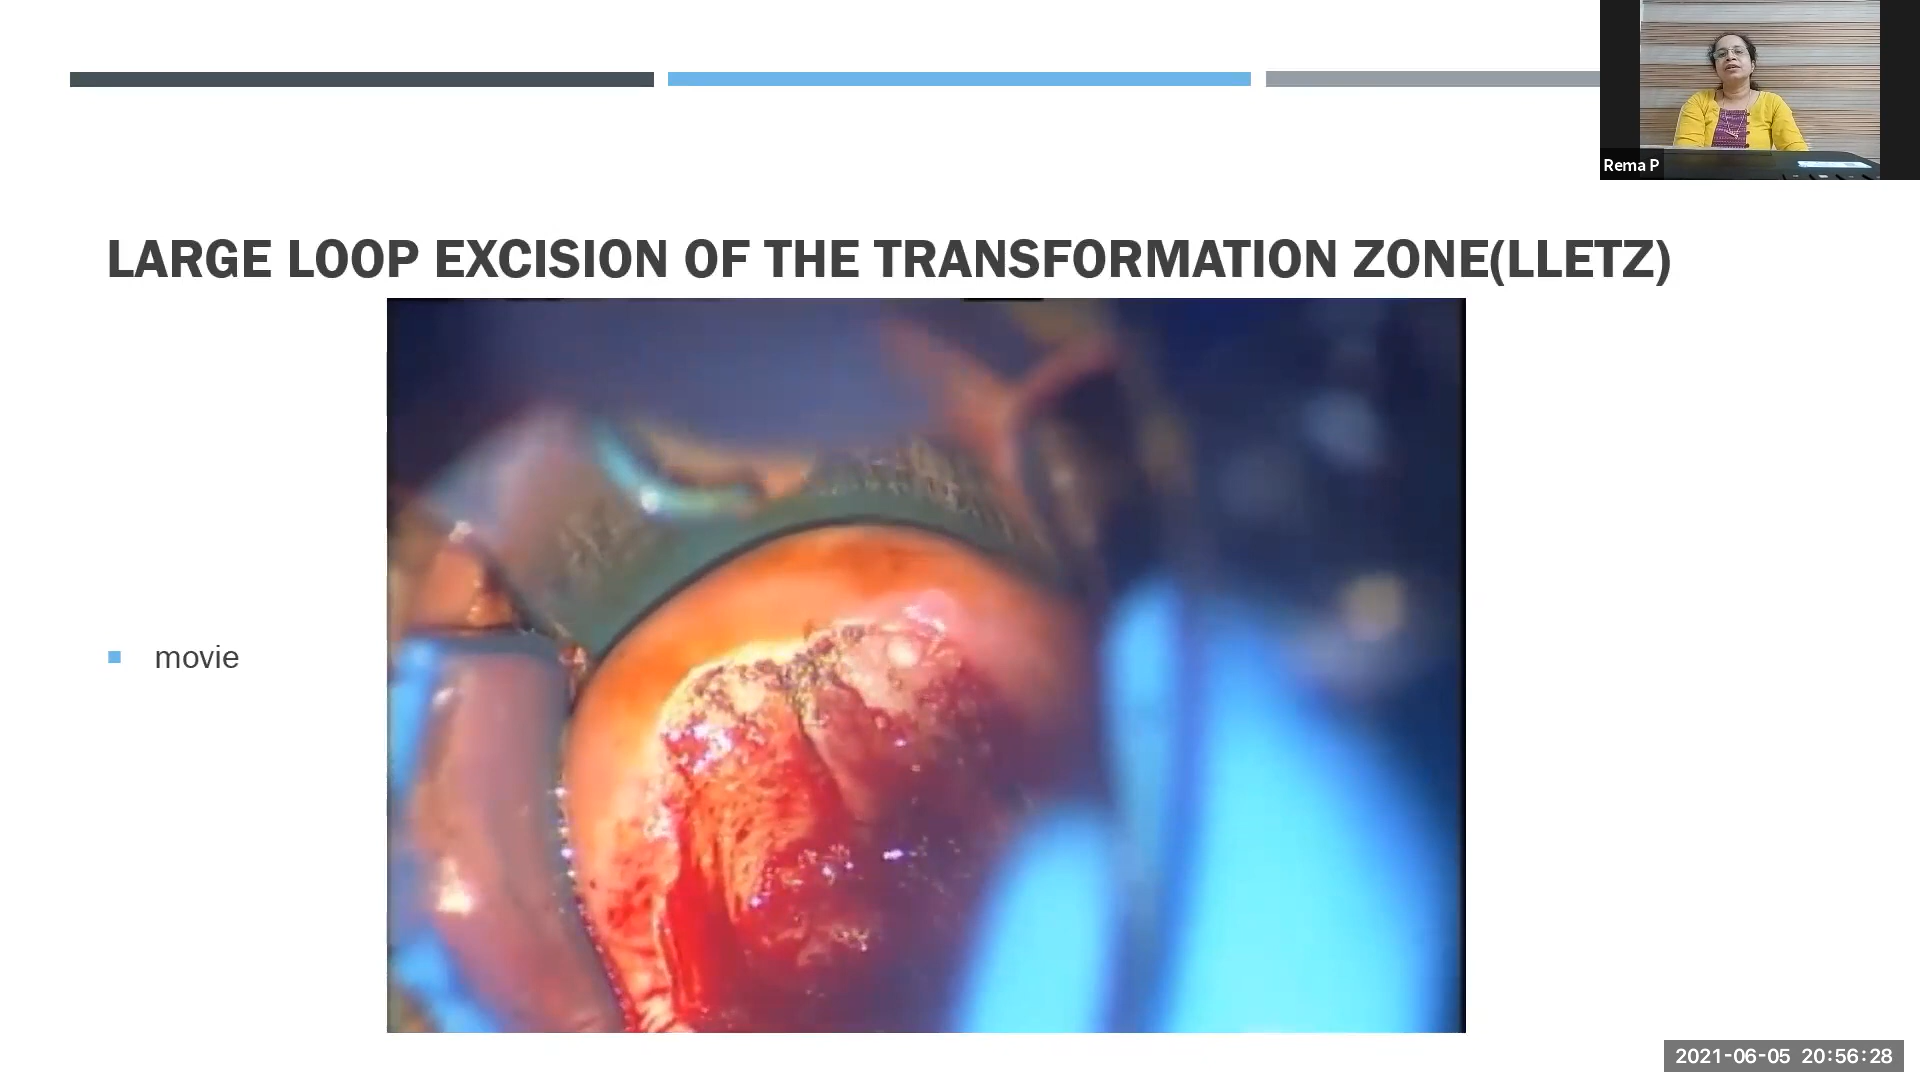 Rema P
LARGE LOOP EXCISION OF THE TRANSFORMATION ZONE(LLETZ)
movie
2021-06-05 20:56:28